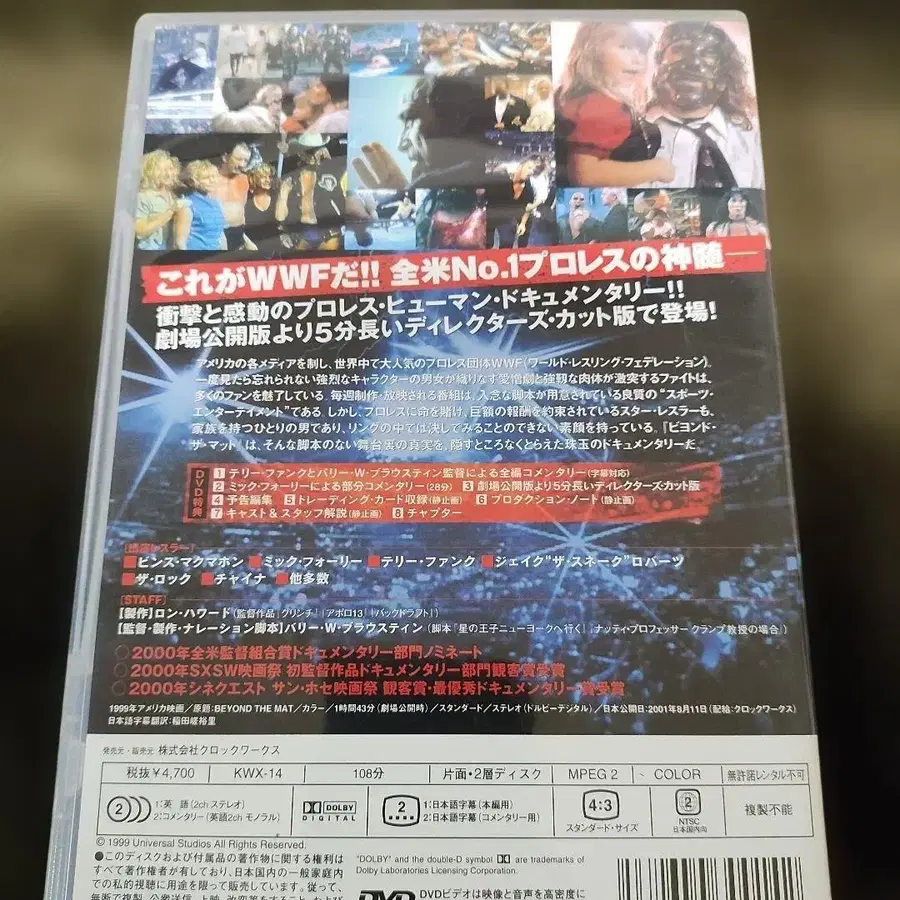 これがWWFだ!! 全米No.1プロレスの神髄―
衝撃と感動のプロレス・ヒューマン・ドキュメンタリー!!
劇場公開版より5分長いディレクターズ・カット版で登場!
アメリカの各メディアを制し、世界中で大人気のプロレス団体WWF(ワールド・レスリング・フェデレーション)。
一度見たら忘れられない強烈なキャラクターの男女が織りなす愛憎劇と強靭な肉体が激突するファイトは、
多くのファンを魅了している。毎週制作・放映される番組は、入念な脚本が用意されている良質の“スポーツ・
エンターテイメント”である。しかし、プロレスに命を賭け、巨額の報酬を約束されているスター・レスラーも、
家族を持つひとりの男であり、リングの中では決してみることのできない素顔を持っている。『ビヨンド・
ザ・マット』は、そんな脚本のない舞台裏の真実を、隠すところなくとらえた珠玉のドキュメンタリーだ。
DVD特典
1 テリー・ファンクとバリー・W・ブラウスティン監督による全編コメンタリー(字幕対応)
2 ミック・フォーリーによる部分コメンタリー(28分) 3 劇場公開版より5分長いディレクターズ・カット版
4 予告編集 5 トレーディング・カード収録(静止画) 6 プロダクション・ノート(静止画)
7 キャスト&スタッフ解説(静止画) 8 チャプター
[出演レスラー]
■ビンス・マクマホン ■ミック・フォーリー ■テリー・ファンク ■ジェイク“ザ・スネーク”ロバーツ
■ザ・ロック ■チャイナ ■他多数
[STAFF]
【製作】ロン・ハワード(監督作品「グリンチ」「アポロ13」「バックドラフト」)
【監督・製作・ナレーション脚本】バリー・W・ブラウスティン(脚本「星の王子ニューヨークへ行く」「ナッティ・プロフェッサー クランプ教授の場合」)
○2000年全米監督組合賞ドキュメンタリー部門ノミネート
○2000年SXSW映画祭 初監督作品ドキュメンタリー部門観客賞受賞
○2000年シネクエスト サン・ホセ映画祭 観客賞・最優秀ドキュメンタリー賞受賞
1999年アメリカ映画/原題:BEYOND THE MAT/カラー/1時間43分(劇場公開時)/スタンダード/ステレオ(ドルビーデジタル)/日本公開日:2001年8月11日(配給:クロックワークス)
日本語字幕翻訳:稲田嵯裕里
発売元・販売元 株式会社クロックワークス
税抜¥4,700 KWX-14 108分 片面・2層ディスク MPEG 2 COLOR 無許諾レンタル不可
2 1:英語(2ch ステレオ)
2:コメンタリー(英語2ch モノラル)
DOLBY DIGITAL
2 1:日本語字幕(本編用)
2:日本語字幕(コメンタリー用)
4:3
スタンダード・サイズ
2
NTSC
日本国内向
複製不能
© 1999 Universal Studios All Rights Reserved.
●このディスクおよび付属品の著作物に関する権利は
すべて著作権者が有しており、日本国内の一般家庭内
での私的視聴に用途を限って販売しています。従って、
無断で複製、公衆送信、上映、改変等をすること、および
"DOLBY" and the double-D symbol are trademarks of
Dolby Laboratories Licensing Corporation.
DVD DVDビデオは映像と音声を高密度に